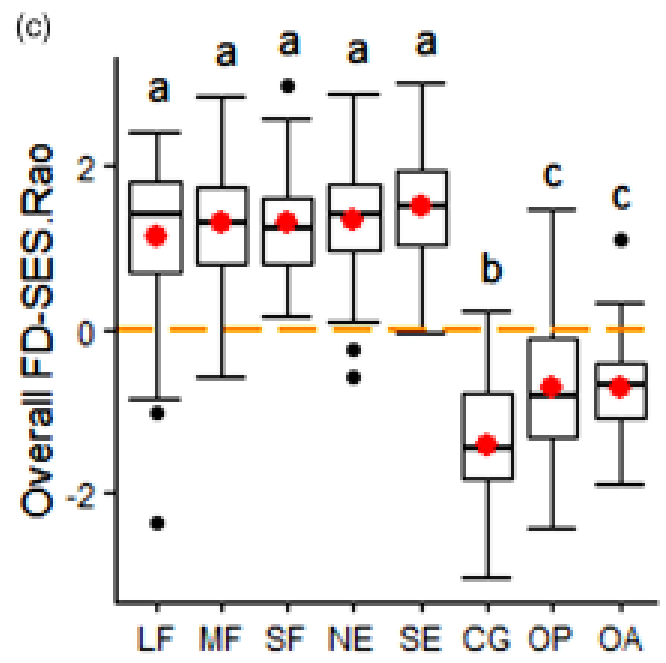 (c)
Overall FD-SES.Rao
2
0
-2
a a a a a b c c
LF MF SF NE SE CG OP OA